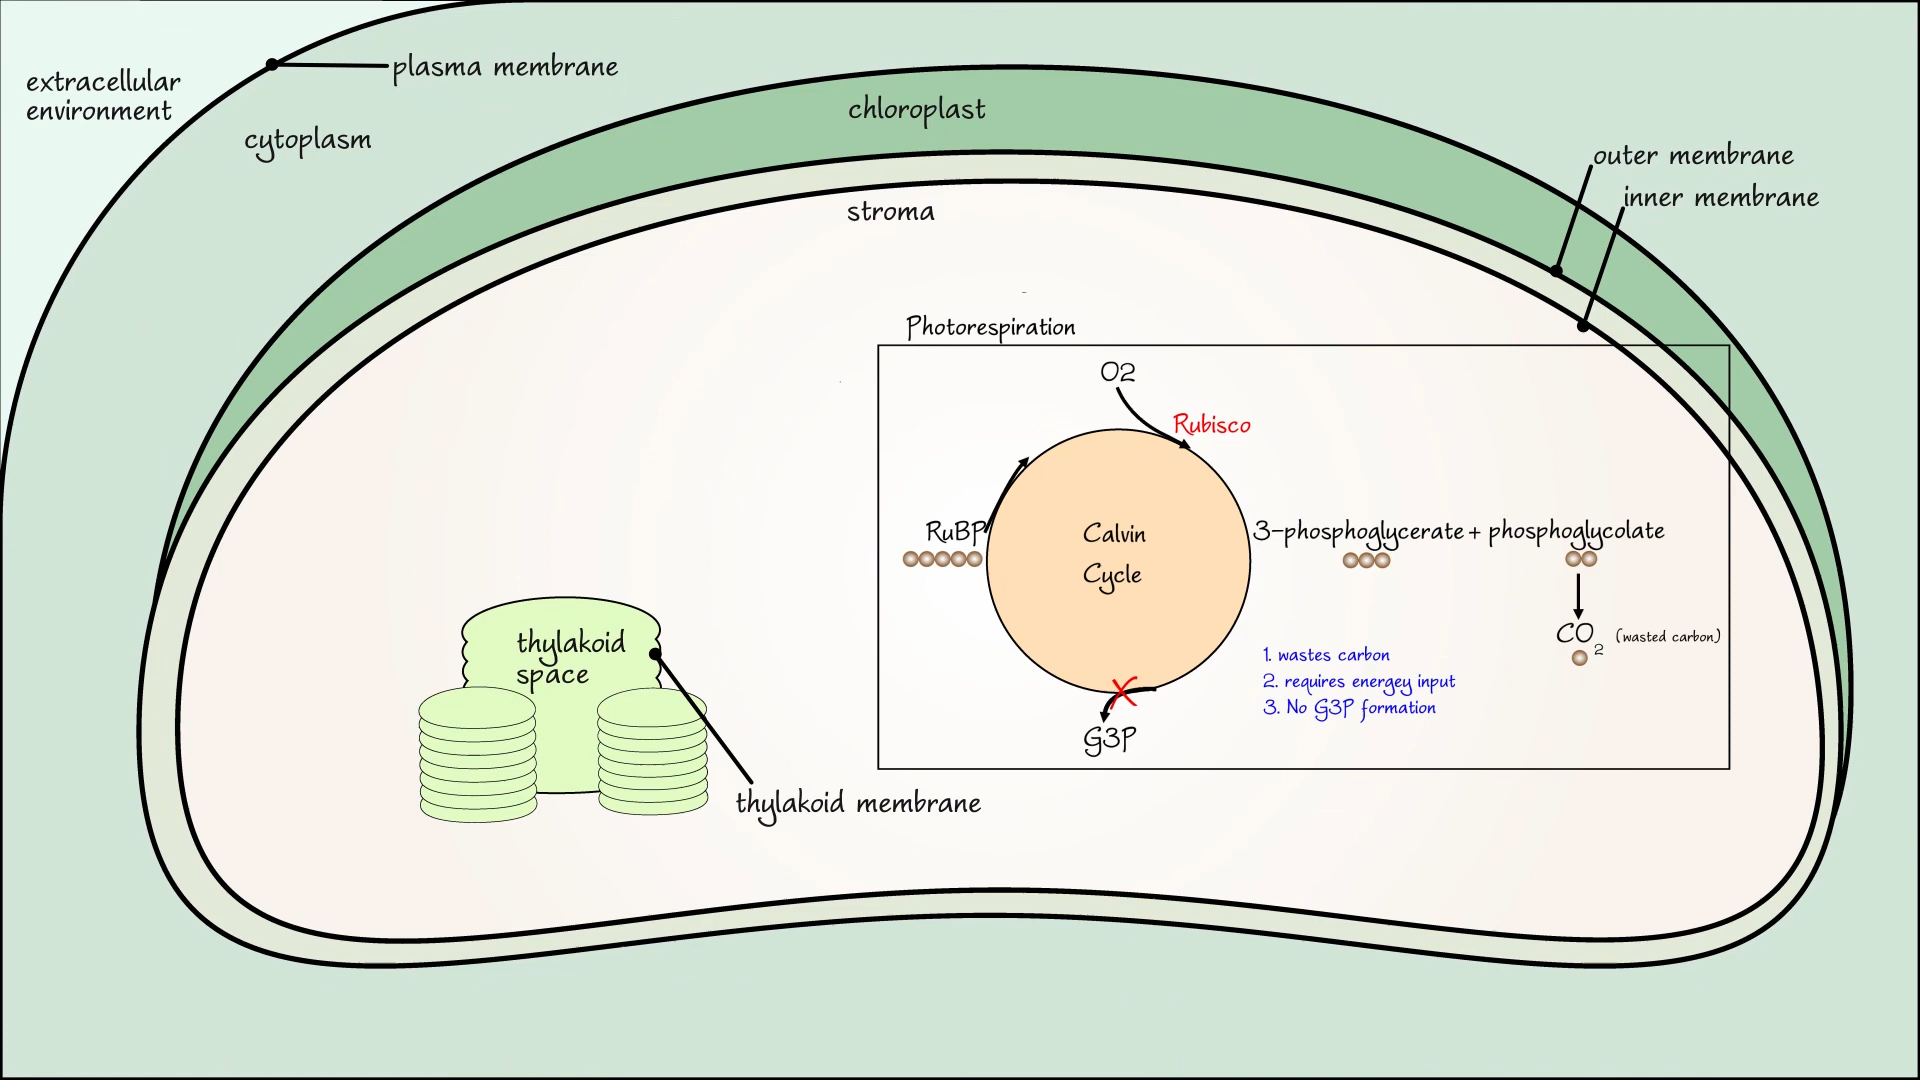 extracellular
environment
plasma membrane
cytoplasm
chloroplast
outer membrane
inner membrane
stroma
Photorespiration
O2
Rubisco
RuBP
Calvin
Cycle
3-phosphoglycerate + phosphoglycolate
CO2 (wasted carbon)
1. wastes carbon
2. requires energey input
3. No G3P formation
G3P
thylakoid
space
thylakoid membrane